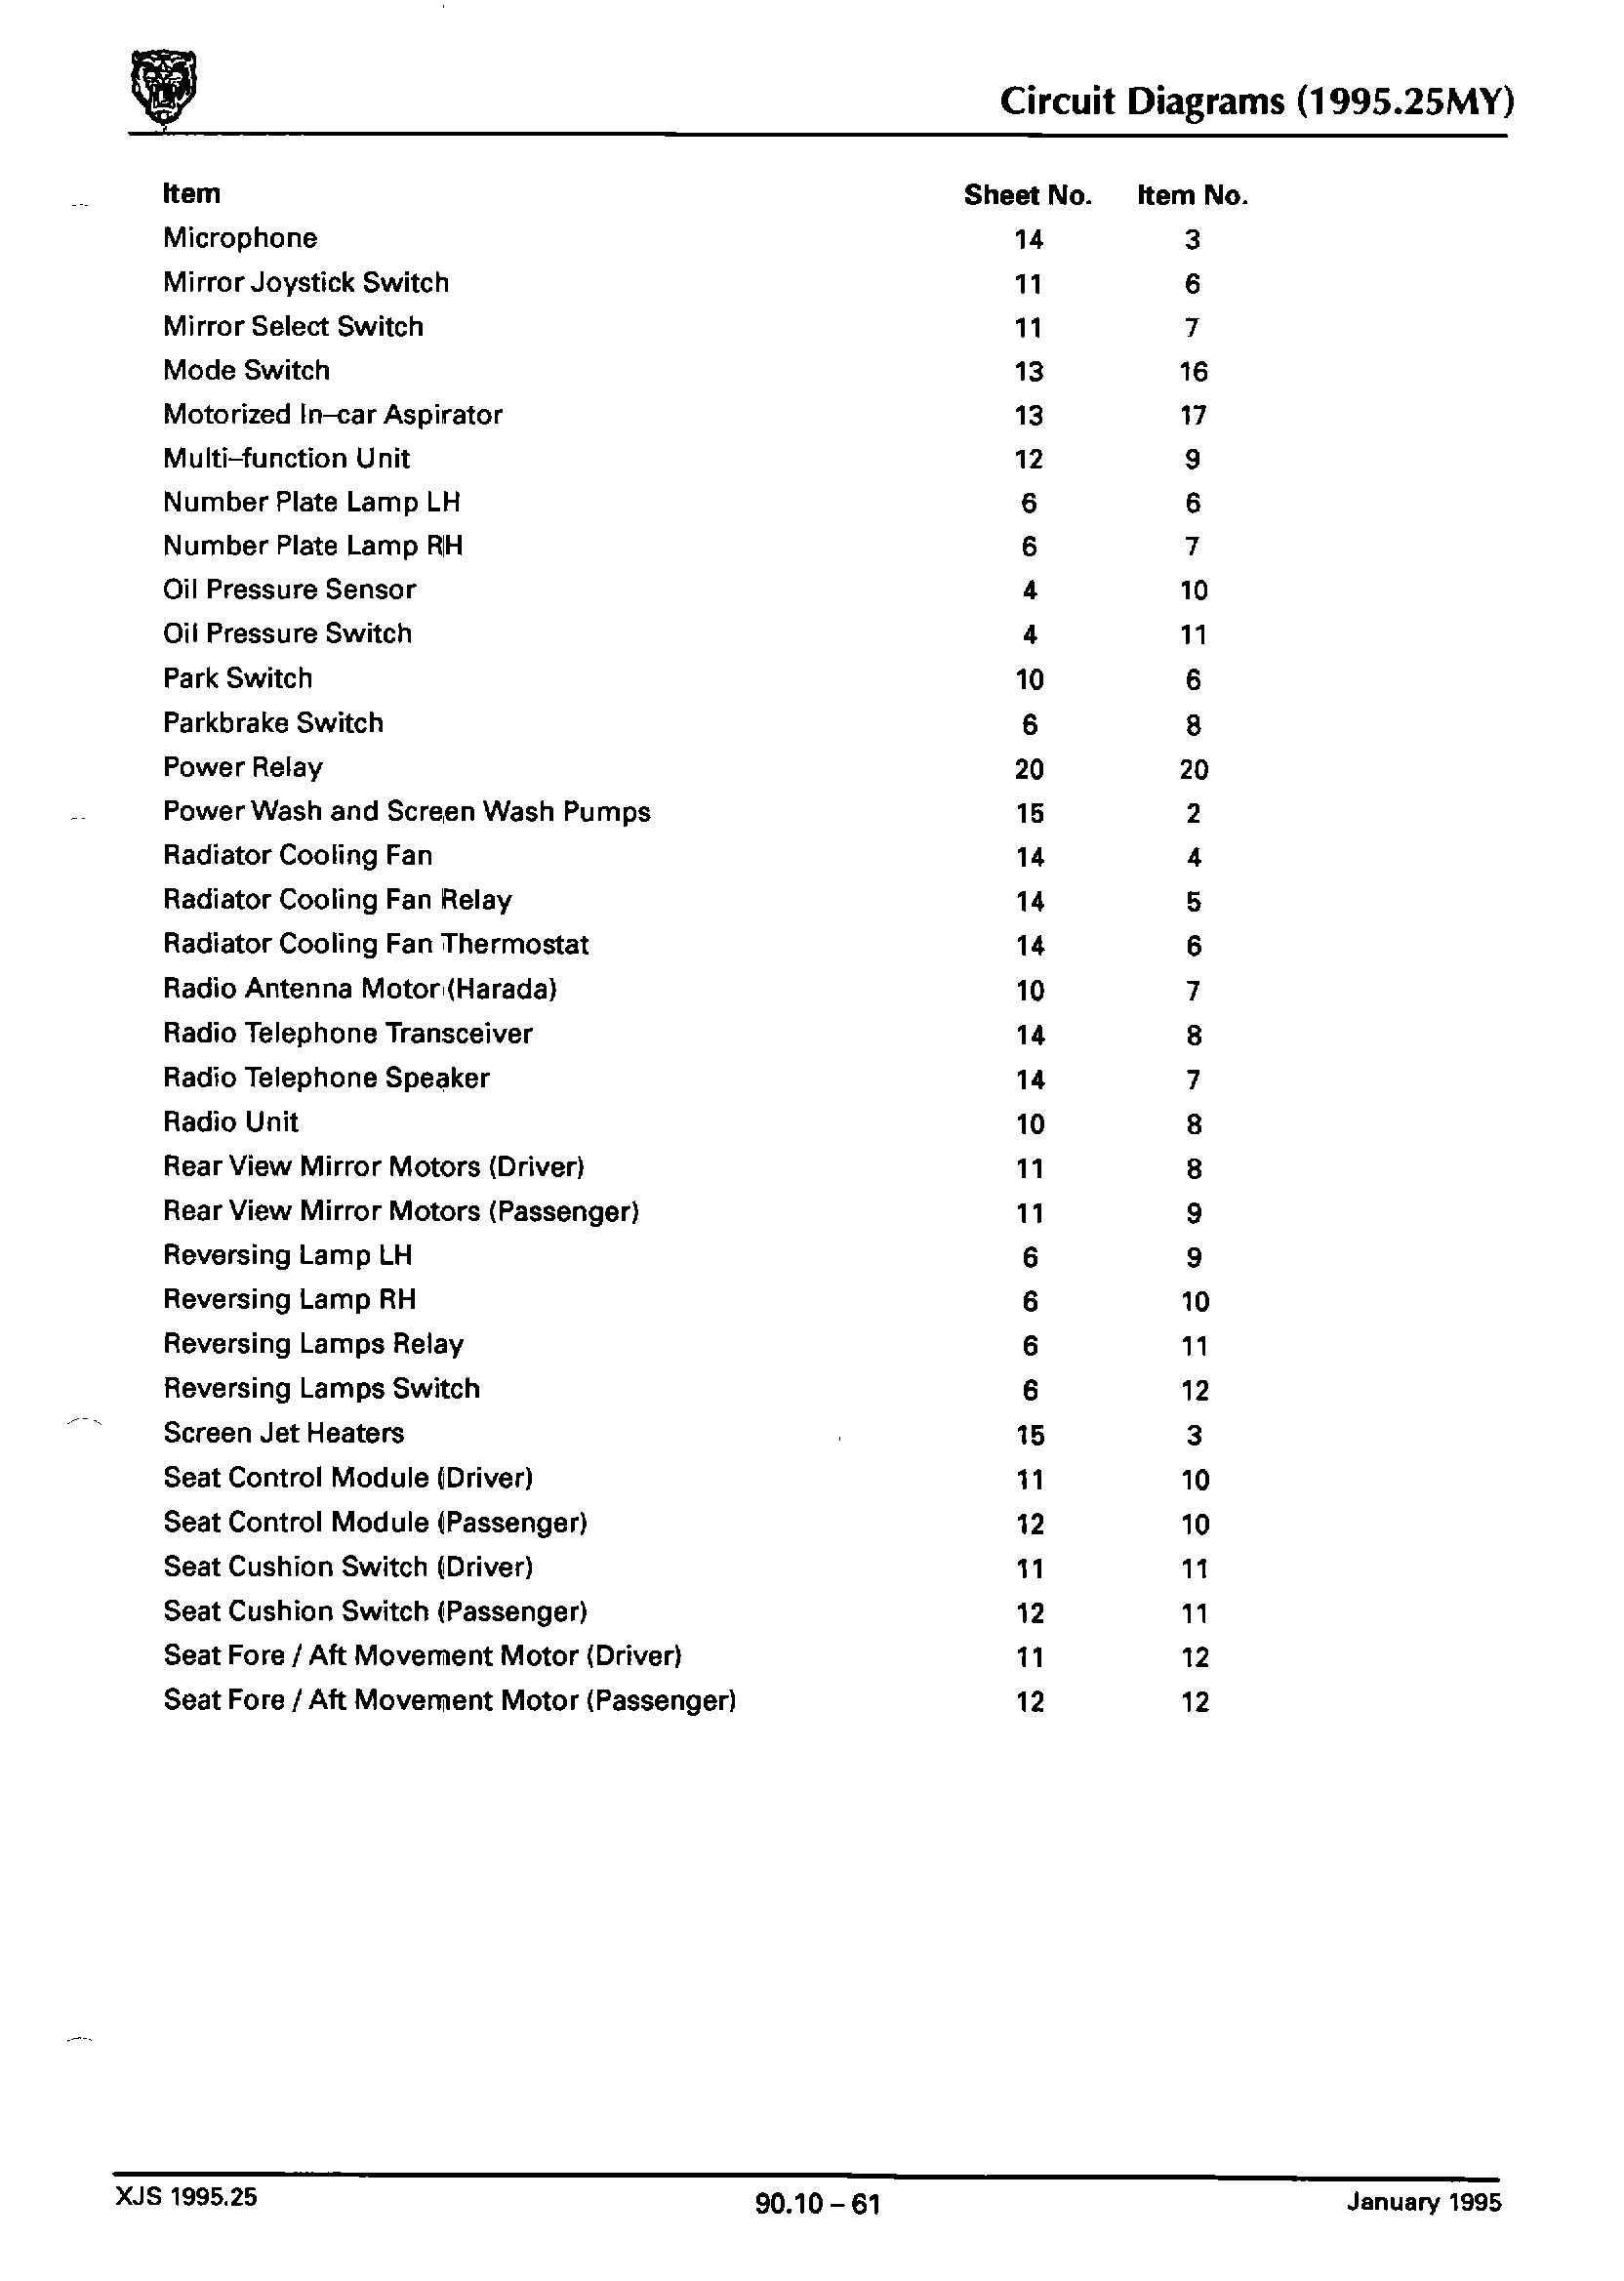 Circuit Diagrams (1995.25MY)
Item Sheet No. Item No.
Microphone 14 3
Mirror Joystick Switch 11 6
Mirror Select Switch 11 7
Mode Switch 13 16
Motorized In–car Aspirator 13 17
Multi–function Unit 12 9
Number Plate Lamp LH 6 6
Number Plate Lamp RH 6 7
Oil Pressure Sensor 4 10
Oil Pressure Switch 4 11
Park Switch 10 6
Parkbrake Switch 6 8
Power Relay 20 20
Power Wash and Screen Wash Pumps 15 2
Radiator Cooling Fan 14 4
Radiator Cooling Fan Relay 14 5
Radiator Cooling Fan Thermostat 14 6
Radio Antenna Motor (Harada) 10 7
Radio Telephone Transceiver 14 8
Radio Telephone Speaker 14 7
Radio Unit 10 8
Rear View Mirror Motors (Driver) 11 8
Rear View Mirror Motors (Passenger) 11 9
Reversing Lamp LH 6 9
Reversing Lamp RH 6 10
Reversing Lamps Relay 6 11
Reversing Lamps Switch 6 12
Screen Jet Heaters 15 3
Seat Control Module (Driver) 11 10
Seat Control Module (Passenger) 12 10
Seat Cushion Switch (Driver) 11 11
Seat Cushion Switch (Passenger) 12 11
Seat Fore / Aft Movement Motor (Driver) 11 12
Seat Fore / Aft Movement Motor (Passenger) 12 12
XJS 1995.25 90.10 – 61 January 1995